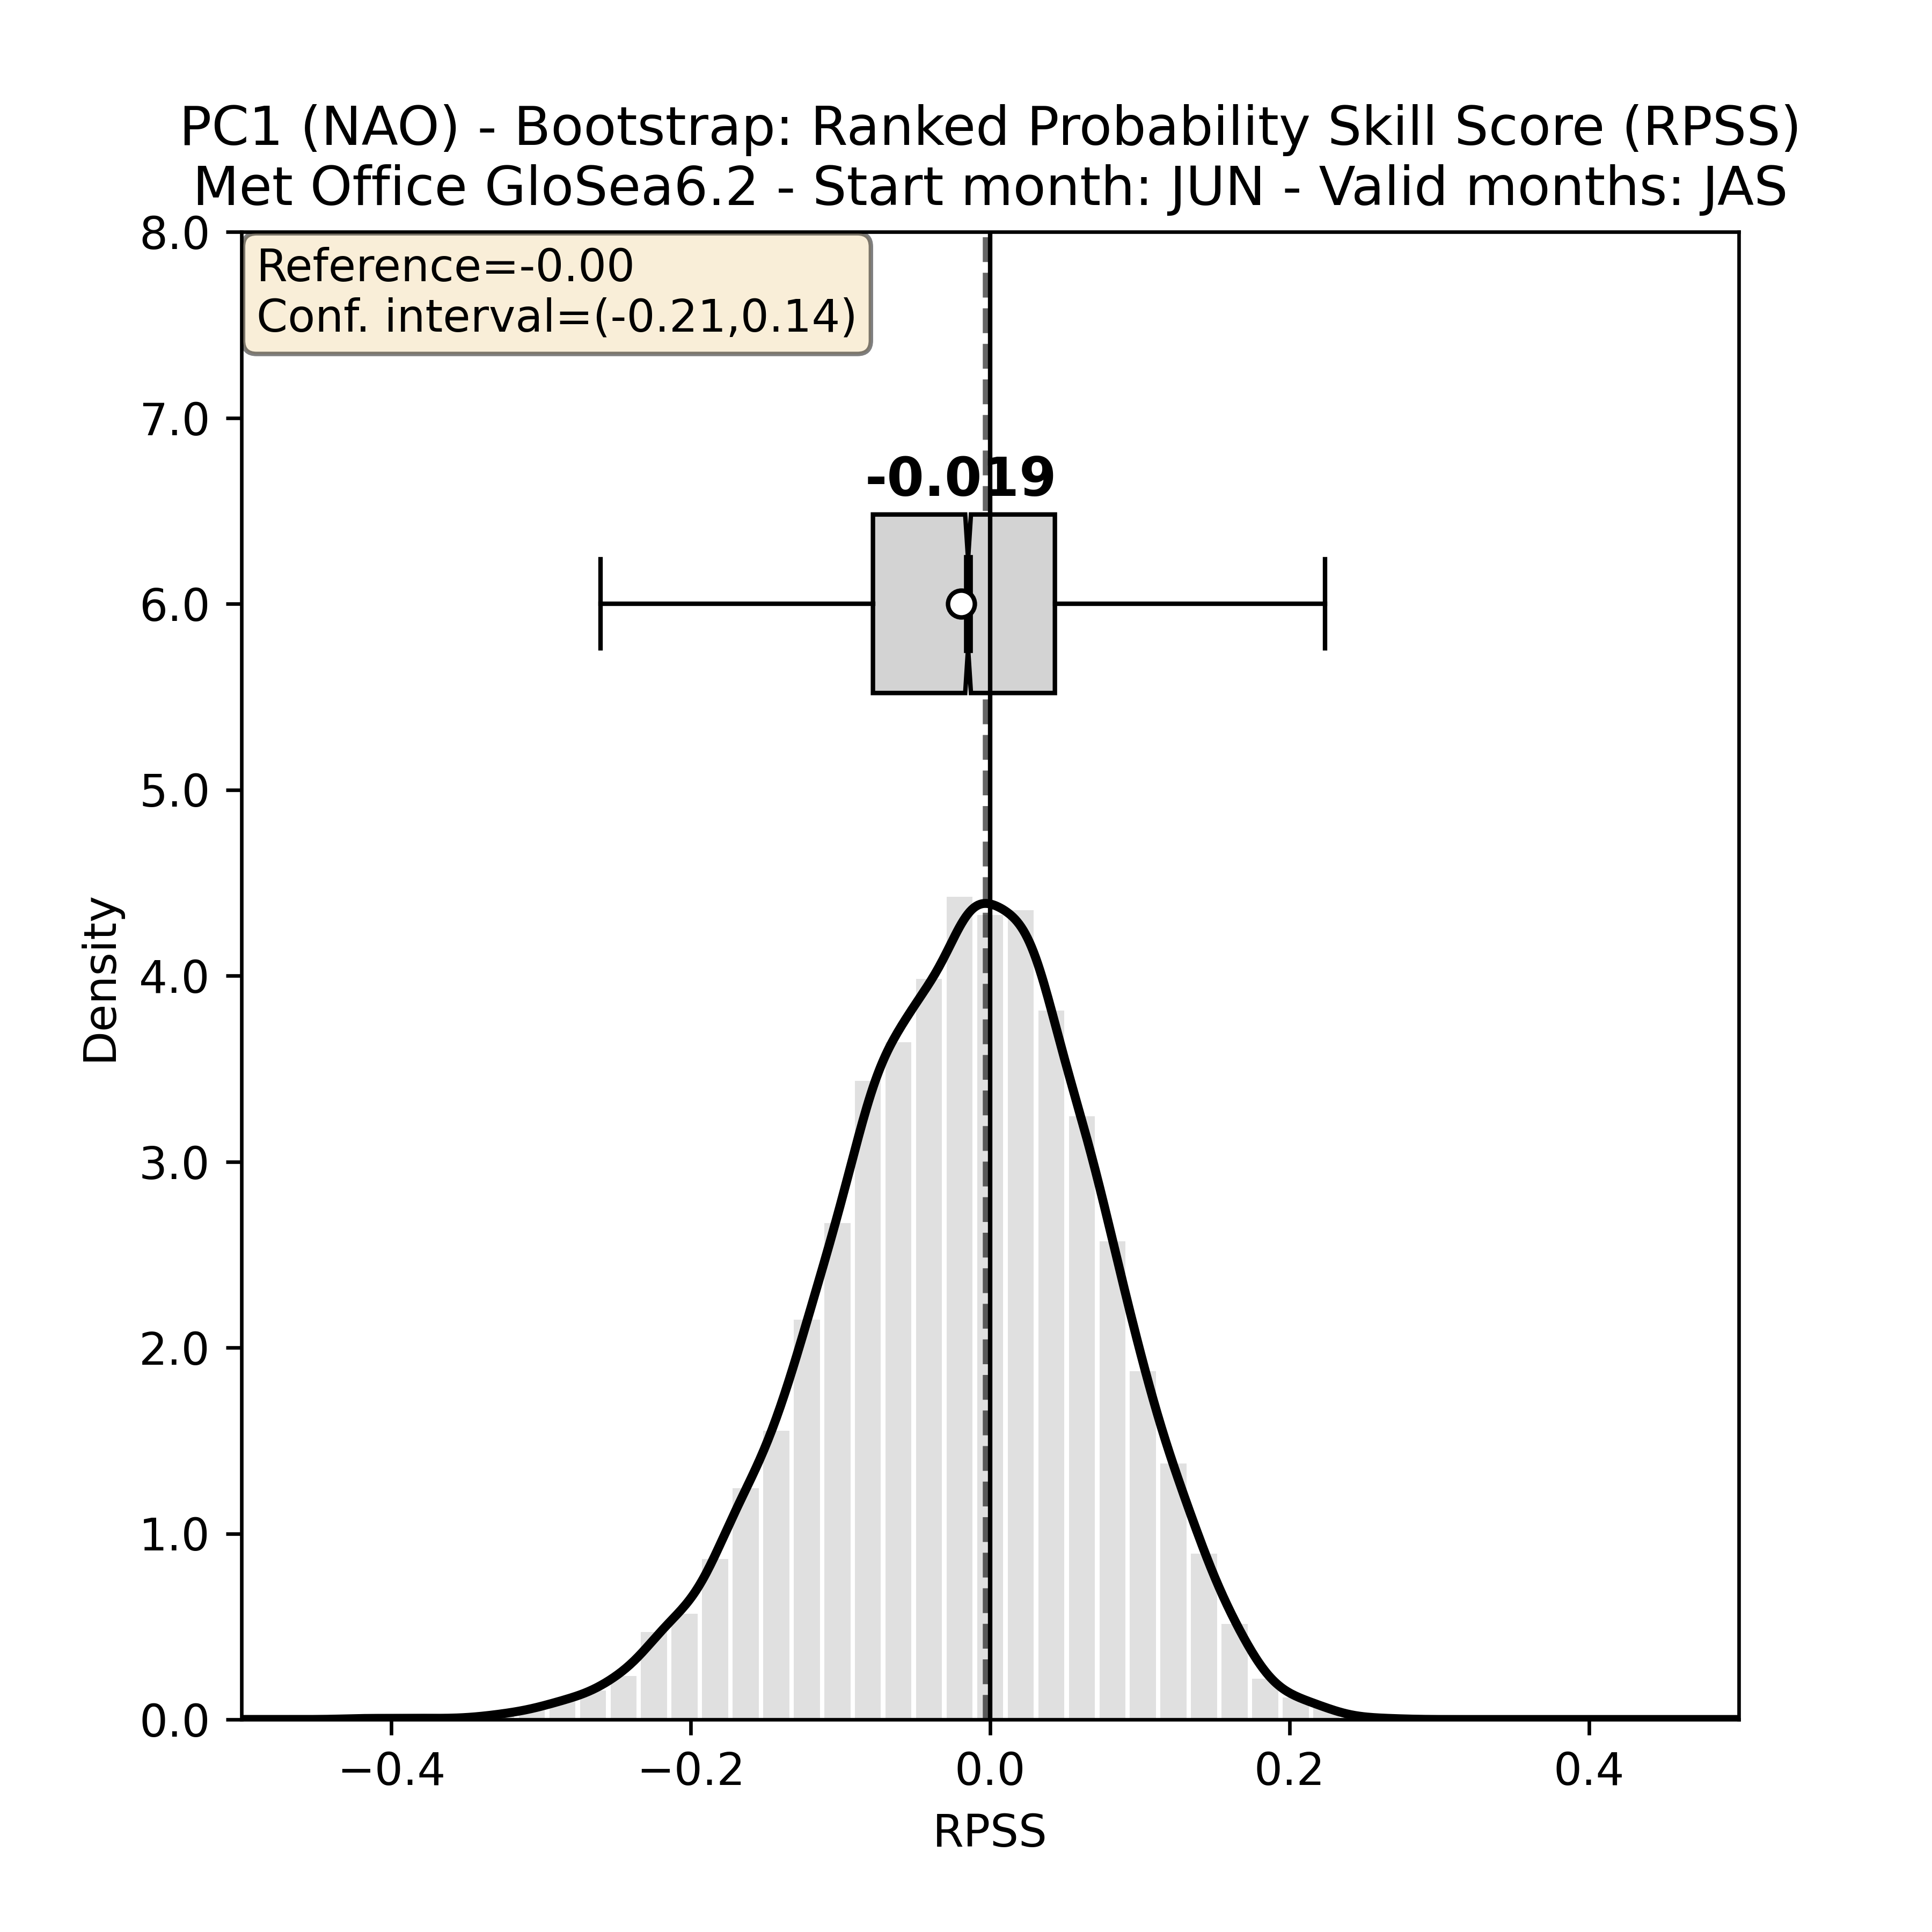 PC1 (NAO) - Bootstrap: Ranked Probability Skill Score (RPSS)
Met Office GloSea6.2 - Start month: JUN - Valid months: JAS
8.0
Reference=-0.00
Conf. interval=(-0.21,0.14)
7.0
-0.019
6.0
5.0
4.0
3.0
2.0
1.0
0.0
Density
−0.4 −0.2 0.0 0.2 0.4
RPSS